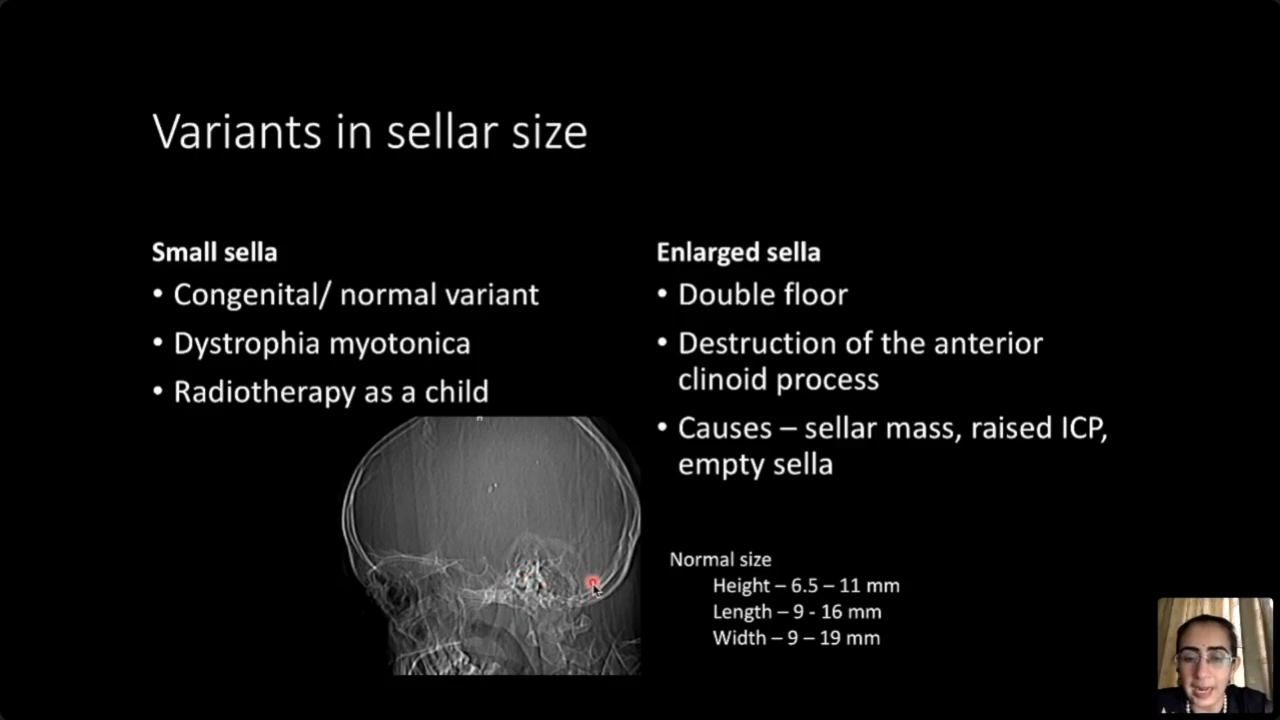 Variants in sellar size
Small sella
• Congenital/ normal variant
• Dystrophia myotonica
• Radiotherapy as a child
Enlarged sella
• Double floor
• Destruction of the anterior
clinoid process
• Causes – sellar mass, raised ICP,
empty sella
Normal size
Height – 6.5 – 11 mm
Length – 9 - 16 mm
Width – 9 – 19 mm